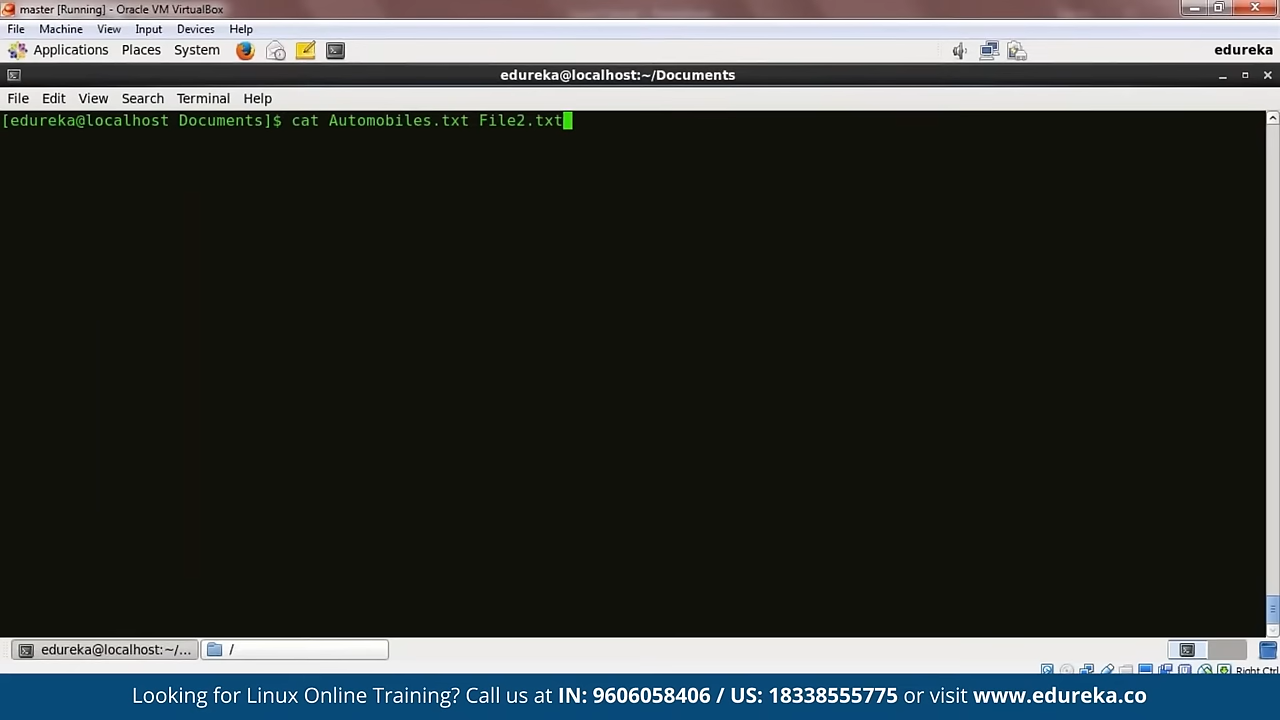 master [Running] - Oracle VM VirtualBox
File Machine View Input Devices Help
Applications Places System edureka
edureka@localhost:~/Documents
File Edit View Search Terminal Help
[edureka@localhost Documents]$ cat Automobiles.txt File2.txt
edureka@localhost:~/... /
Right Ctrl
Looking for Linux Online Training? Call us at IN: 9606058406 / US: 18338555775 or visit www.edureka.co